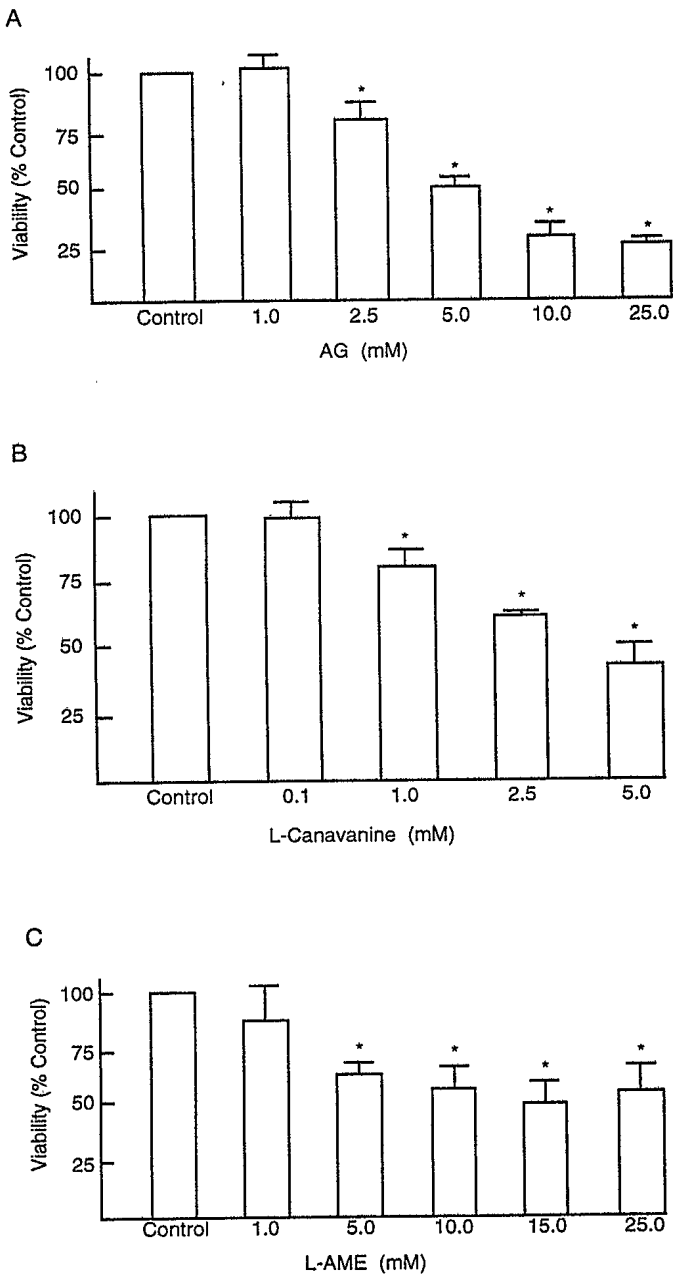 A
Viability (% Control)
100
75
50
25
*
*
*
*
Control 1.0 2.5 5.0 10.0 25.0
AG (mM)
B
Viability (% Control)
100
75
50
25
*
*
*
Control 0.1 1.0 2.5 5.0
L-Canavanine (mM)
C
Viability (% Control)
100
75
50
25
*
*
*
*
Control 1.0 5.0 10.0 15.0 25.0
L-AME (mM)